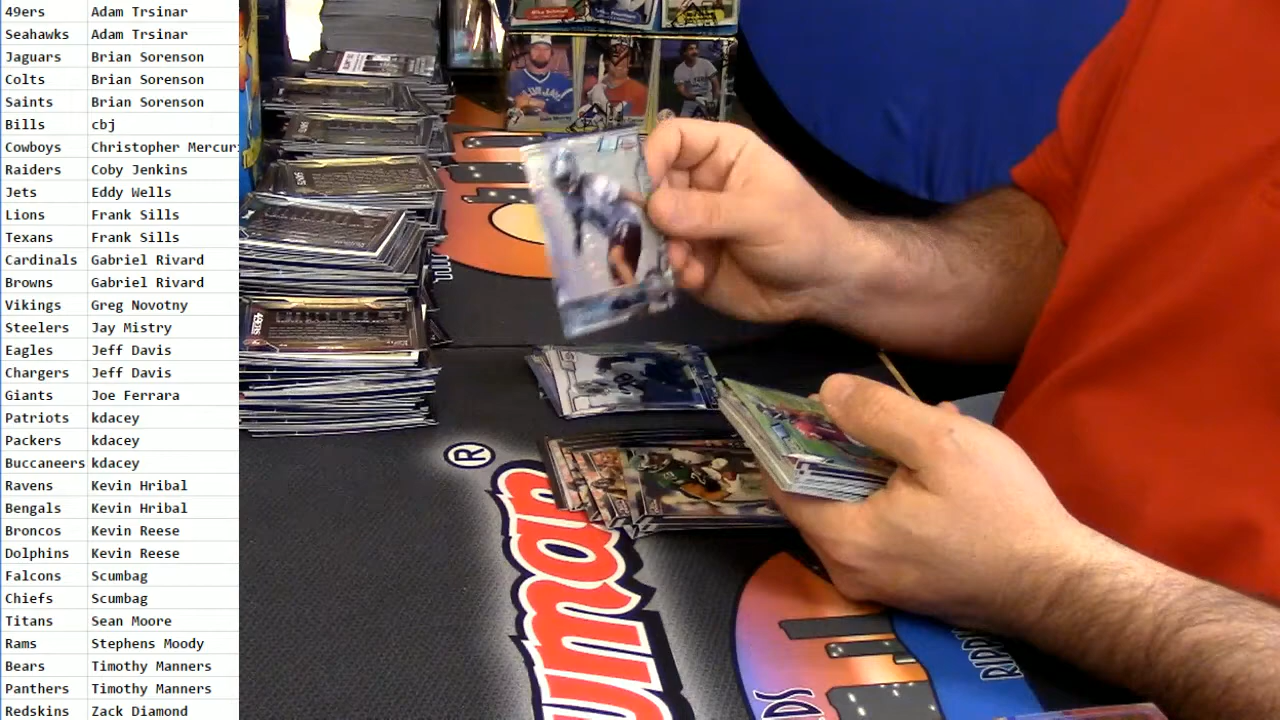 49ers Adam Trsinar
Seahawks Adam Trsinar
Jaguars Brian Sorenson
Colts Brian Sorenson
Saints Brian Sorenson
Bills cbj
Cowboys Christopher Mercur
Raiders Coby Jenkins
Jets Eddy Wells
Lions Frank Sills
Texans Frank Sills
Cardinals Gabriel Rivard
Browns Gabriel Rivard
Vikings Greg Novotny
Steelers Jay Mistry
Eagles Jeff Davis
Chargers Jeff Davis
Giants Joe Ferrara
Patriots kdacey
Packers kdacey
Buccaneers kdacey
Ravens Kevin Hribal
Bengals Kevin Hribal
Broncos Kevin Reese
Dolphins Kevin Reese
Falcons Scumbag
Chiefs Scumbag
Titans Sean Moore
Rams Stephens Moody
Bears Timothy Manners
Panthers Timothy Manners
Redskins Zack Diamond
49ERS
®